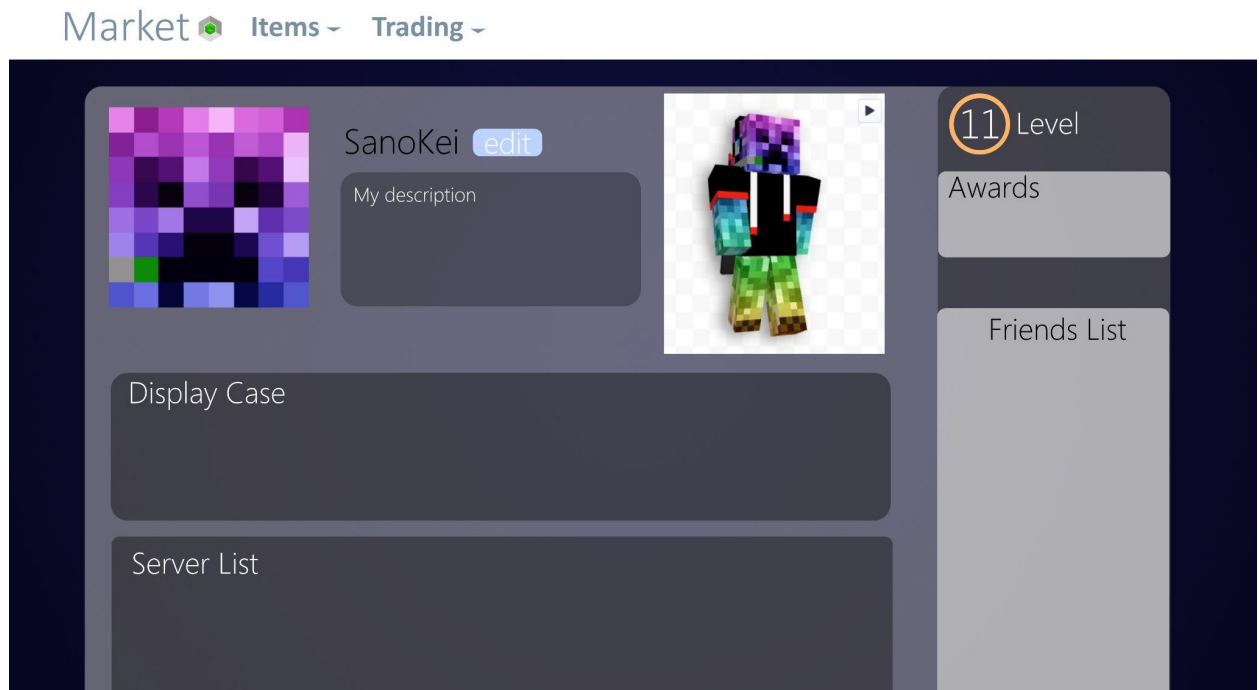 Market Items Trading
SanoKei edit
My description
11 Level
Awards
Friends List
Display Case
Server List